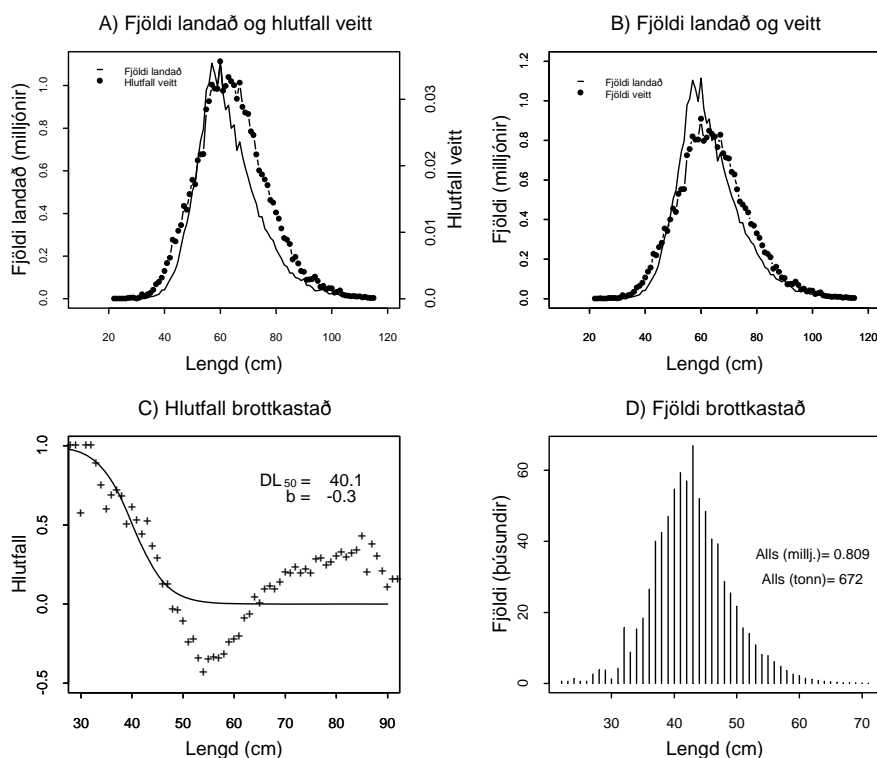 A) Fjöldi landað og hlutfall veitt
Fjöldi landað
Hlutfall veitt
Fjöldi landað (milljónir)
0.0 0.2 0.4 0.6 0.8 1.0
0.0 0.01 0.02 0.03
Hlutfall veitt
20 40 60 80 100 120
Lengd (cm)
B) Fjöldi landað og veitt
Fjöldi landað
Fjöldi veitt
Fjöldi (milljónir)
0.0 0.2 0.4 0.6 0.8 1.0 1.2
20 40 60 80 100 120
Lengd (cm)
C) Hlutfall brottkastað
DL50 = 40.1
b = -0.3
Hlutfall
-0.5 0.0 0.5 1.0
30 40 50 60 70 80 90
Lengd (cm)
D) Fjöldi brottkastað
Alls (millj.)= 0.809
Alls (tonn)= 672
Fjöldi (þúsundir)
0 20 40 60
30 40 50 60 70
Lengd (cm)